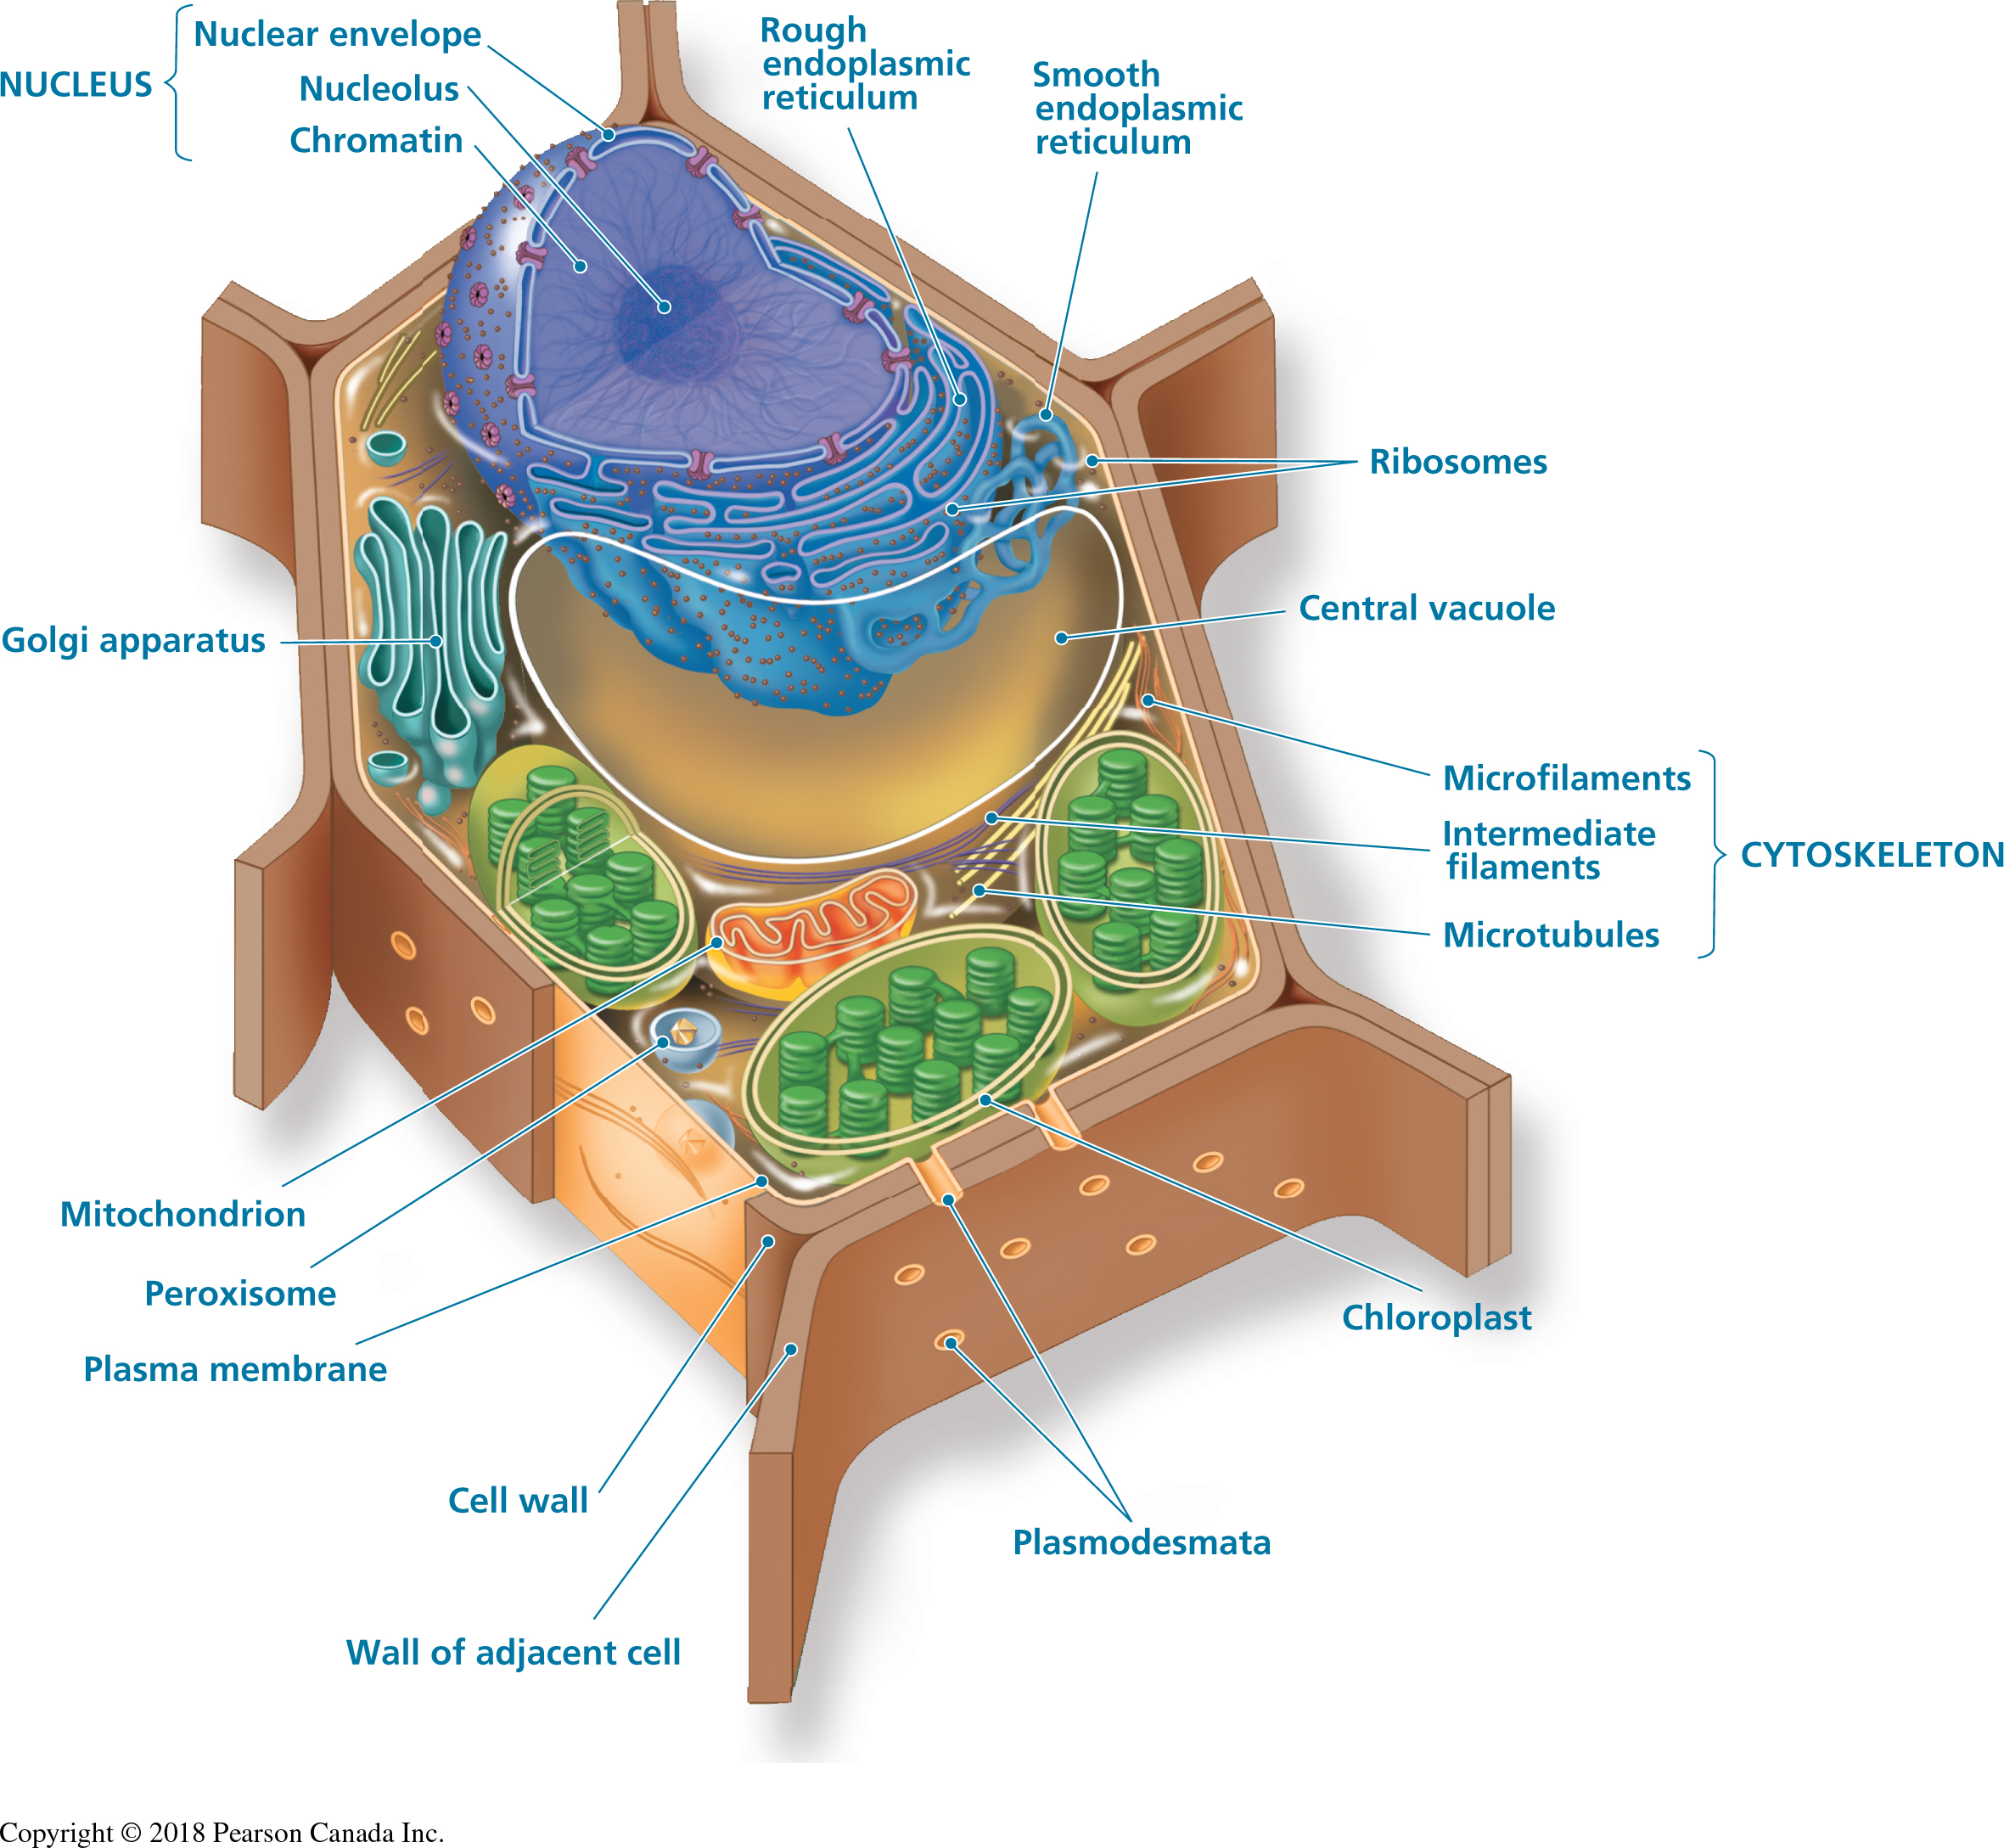 NUCLEUS
Nuclear envelope
Nucleolus
Chromatin
Rough
endoplasmic
reticulum
Smooth
endoplasmic
reticulum
Ribosomes
Central vacuole
Golgi apparatus
Microfilaments
Intermediate
filaments
Microtubules
CYTOSKELETON
Mitochondrion
Peroxisome
Plasma membrane
Chloroplast
Cell wall
Plasmodesmata
Wall of adjacent cell
Copyright © 2018 Pearson Canada Inc.